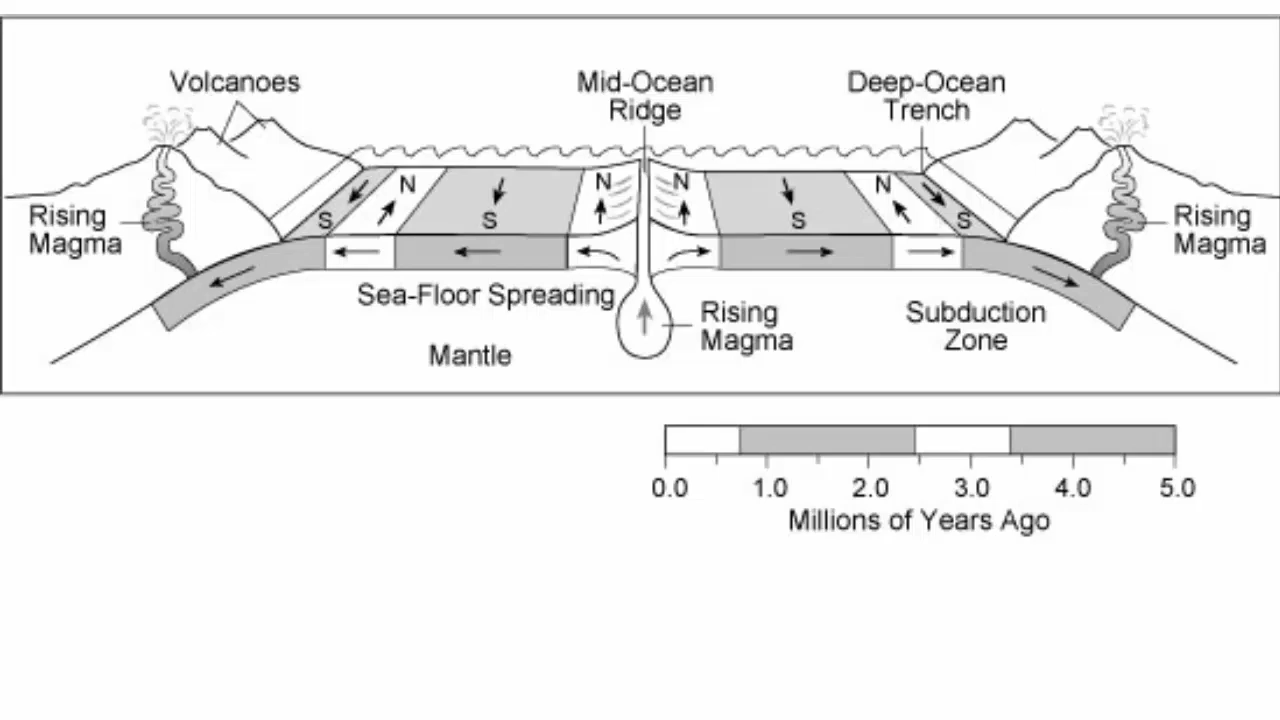 Volcanoes
Mid-Ocean
Ridge
Deep-Ocean
Trench
N
N
N
N
S
S
S
S
Rising
Magma
Rising
Magma
Sea-Floor Spreading
Rising
Magma
Subduction
Zone
Mantle
0.0 1.0 2.0 3.0 4.0 5.0
Millions of Years Ago